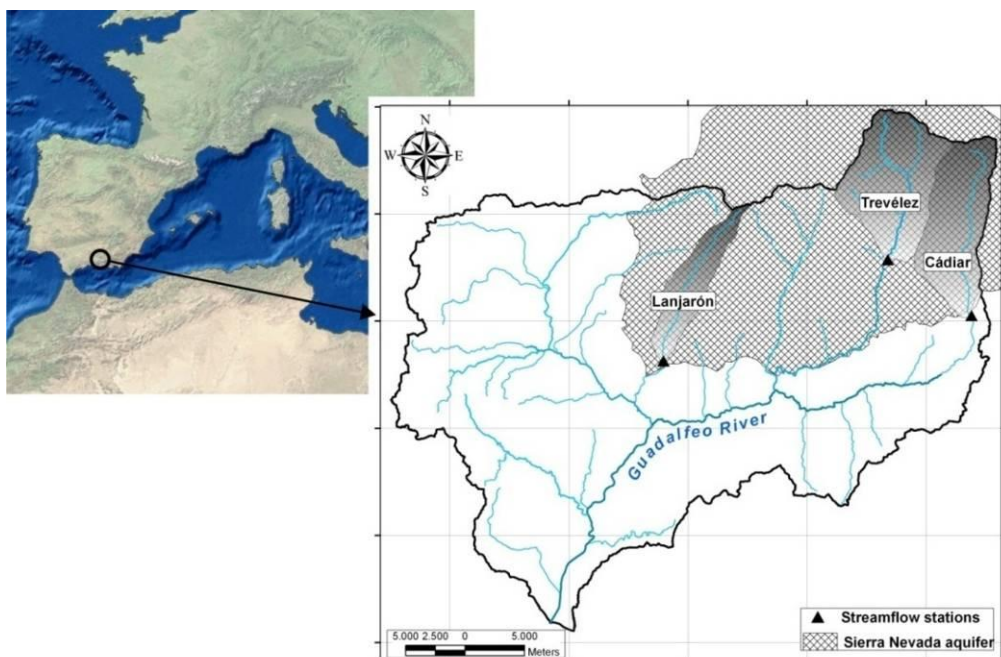 N
W E
S
Trevélez
Cádiar
Lanjarón
Guadalfeo River
Streamflow stations
Sierra Nevada aquifer
5.000 2.500 0 5.000
Meters